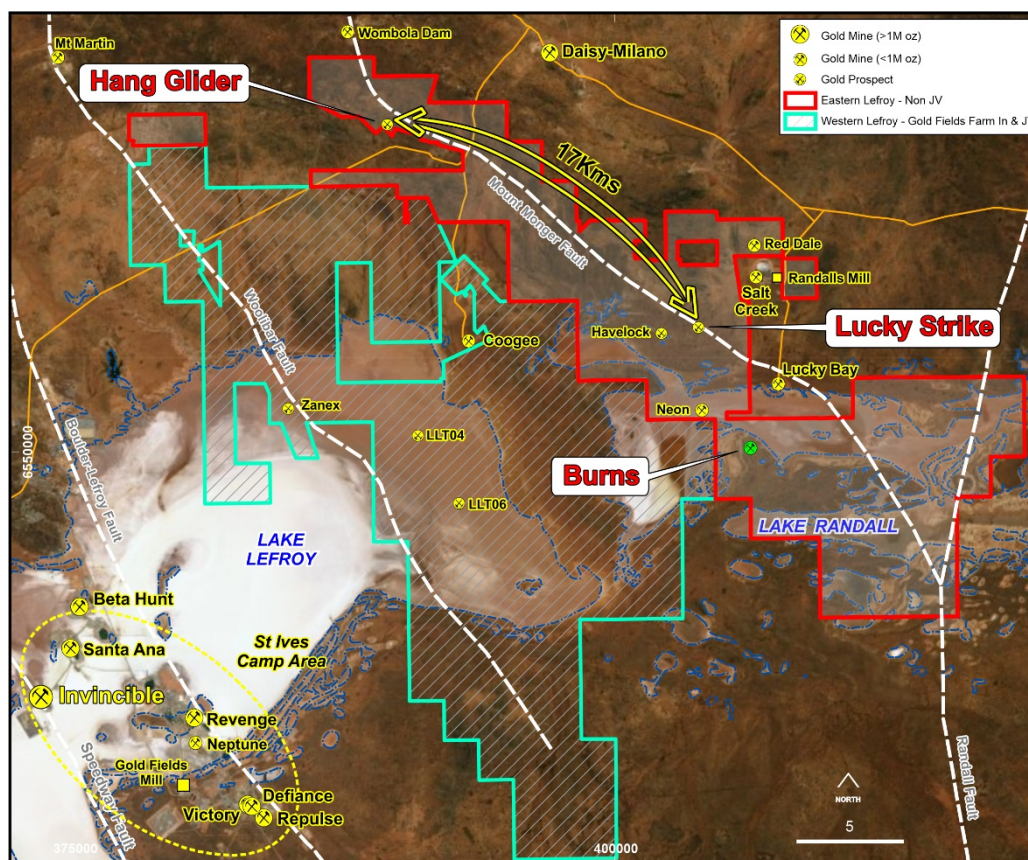 Mt Martin
Wombola Dam
Daisy-Milano
Hang Glider
Gold Mine (>1M oz)
Gold Mine (<1M oz)
Gold Prospect
Eastern Lefroy - Non JV
Western Lefroy - Gold Fields Farm In & J
17Kms
Mount Monger Fault
Red Dale
Randalls Mill
Salt
Creek
Woolibar Fault
Coogee
Havelock
Lucky Strike
Lucky Bay
Zanex
Neon
LLT04
Boulder-Lefroy Fault
6550000
Burns
LLT06
LAKE
LEFROY
LAKE RANDALL
Beta Hunt
Santa Ana
St Ives
Camp Area
Invincible
Revenge
Neptune
Gold Fields
Mill
Defiance
Victory
Repulse
Speedway Fault
Randall Fault
NORTH
5
375000
400000